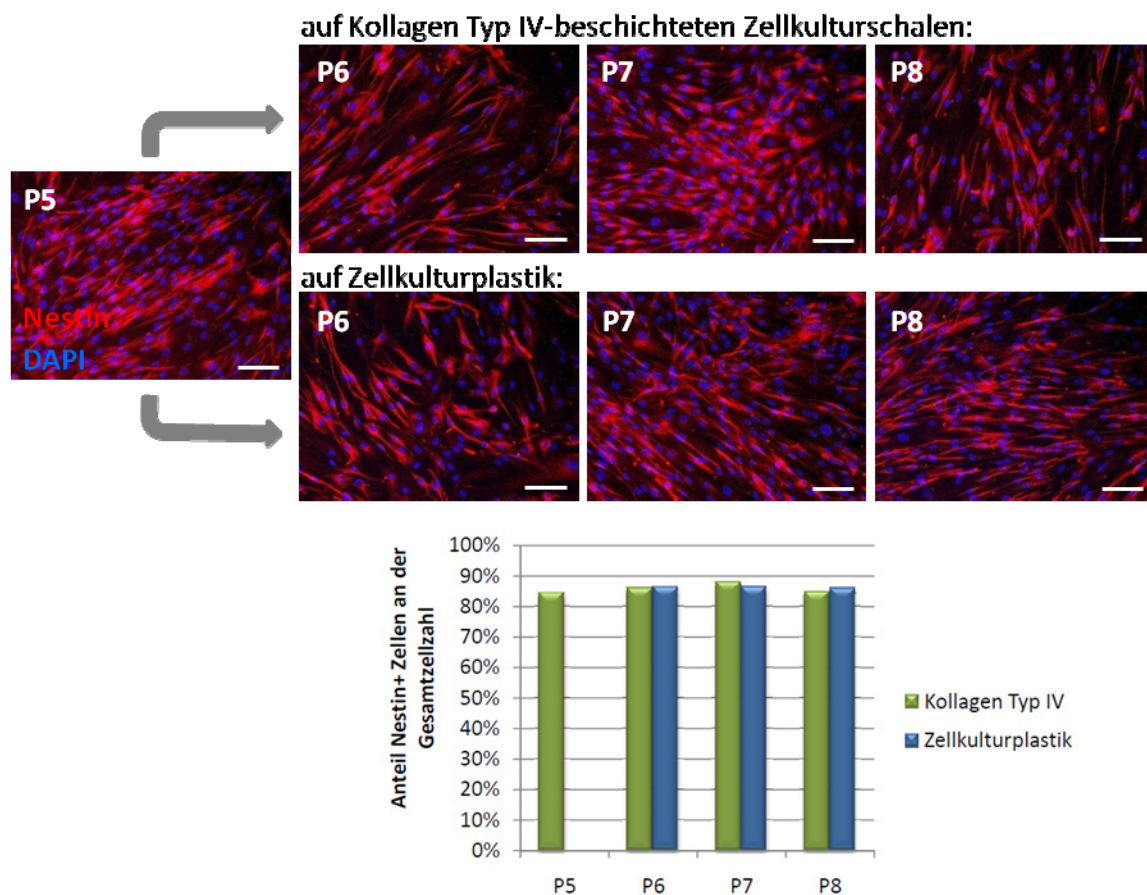 auf Kollagen Typ IV-beschichteten Zellkulturschalen:
P6
P7
P8
P5
Nestin
DAPI
auf Zellkulturplastik:
P6
P7
P8
Anteil Nestin+ Zellen an der
Gesamtzellzahl
100%
90%
80%
70%
60%
50%
40%
30%
20%
10%
0%
P5
P6
P7
P8
Kollagen Typ IV
Zellkulturplastik